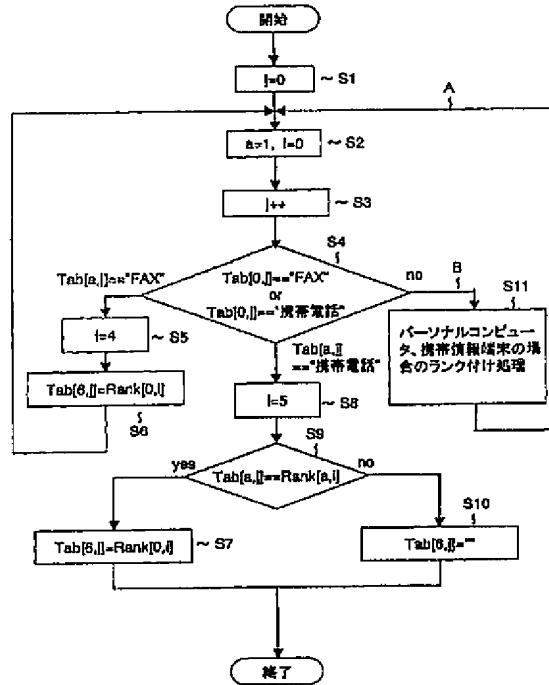 開始
j=0
~ S1
A
a=1, i=0
~ S2
j++
~ S3
S4
Tab[a,j]=="FAX"
Tab[0,j]=="FAX"
or
Tab[0,j]=="携帯電話"
no
B
S11
i=4
~ S5
Tab[a,j]
=="携帯電話"
パーソナルコンピュー
タ、携帯情報端末の場
合のランク付け処理
Tab[6,j]=Rank[0,i]
S6
i=5
~ S8
S9
yes
Tab[a,j]==Rank[a,i]
no
S10
Tab[6,j]=Rank[0,i]
~ S7
Tab[6,j]=""
終了